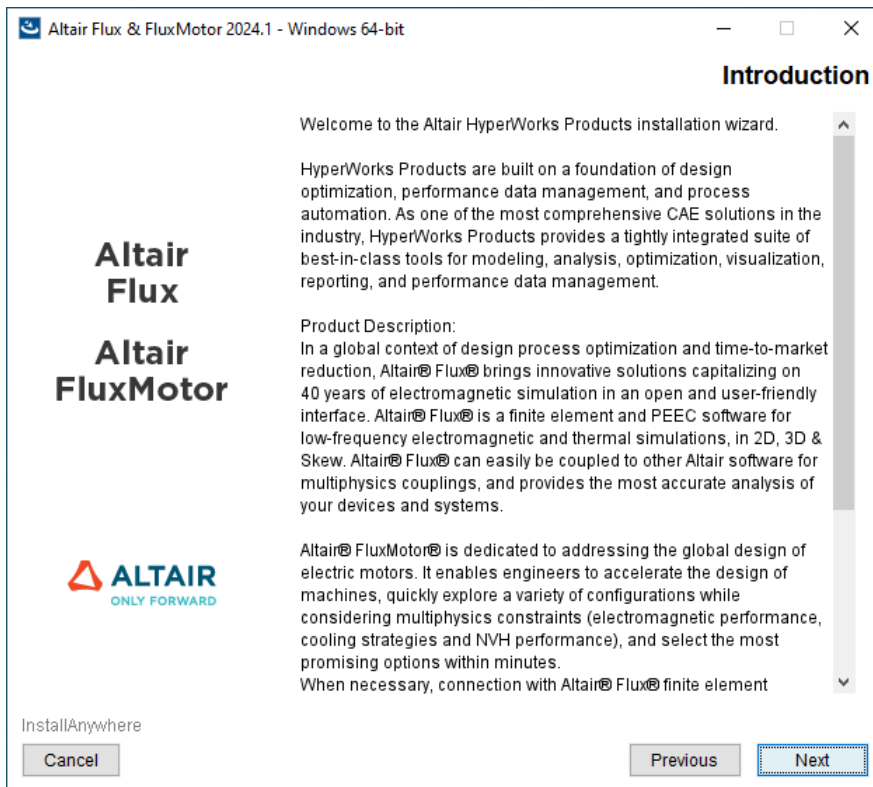 Altair Flux & FluxMotor 2024.1 - Windows 64-bit
Introduction
Welcome to the Altair HyperWorks Products installation wizard.
HyperWorks Products are built on a foundation of design
optimization, performance data management, and process
automation. As one of the most comprehensive CAE solutions in the
industry, HyperWorks Products provides a tightly integrated suite of
best-in-class tools for modeling, analysis, optimization, visualization,
reporting, and performance data management.
Product Description:
In a global context of design process optimization and time-to-market
reduction, Altair® Flux® brings innovative solutions capitalizing on
40 years of electromagnetic simulation in an open and user-friendly
interface. Altair® Flux® is a finite element and PEEC software for
low-frequency electromagnetic and thermal simulations, in 2D, 3D &
Skew. Altair® Flux® can easily be coupled to other Altair software for
multiphysics couplings, and provides the most accurate analysis of
your devices and systems.
Altair® FluxMotor® is dedicated to addressing the global design of
electric motors. It enables engineers to accelerate the design of
machines, quickly explore a variety of configurations while
considering multiphysics constraints (electromagnetic performance,
cooling strategies and NVH performance), and select the most
promising options within minutes.
When necessary, connection with Altair® Flux® finite element
Altair
Flux
Altair
FluxMotor
ALTAIR
ONLY FORWARD
InstallAnywhere
Cancel
Previous
Next